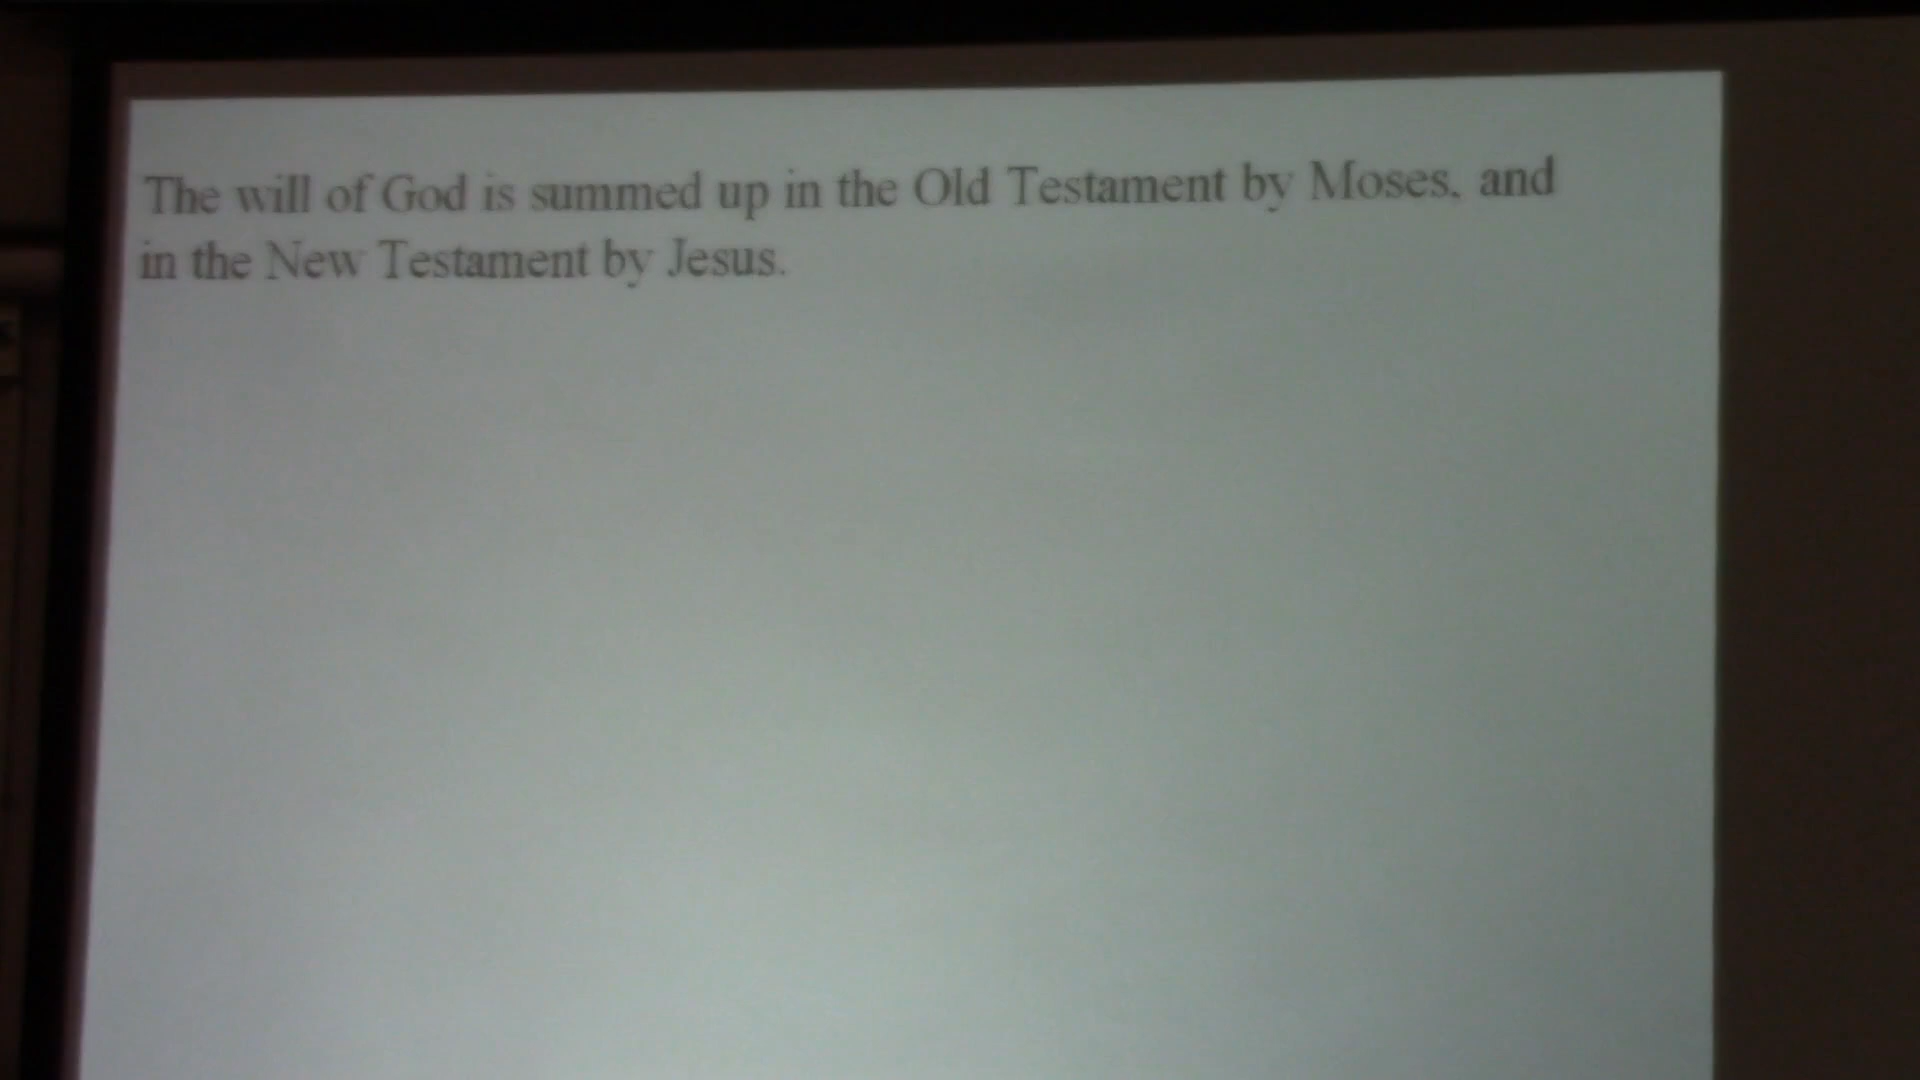 The will of God is summed up in the Old Testament by Moses, and
in the New Testament by Jesus.